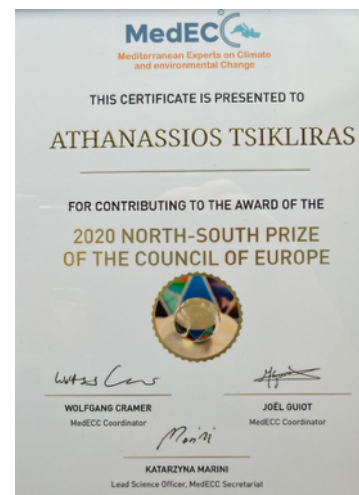 MedECC
Mediterranean Experts on Climate
and environmental Change
THIS CERTIFICATE IS PRESENTED TO
ATHANASSIOS TSIKLIRAS
FOR CONTRIBUTING TO THE AWARD OF THE
2020 NORTH-SOUTH PRIZE
OF THE COUNCIL OF EUROPE
WOLFGANG CRAMER
MedECC Coordinator
JOËL GUIOT
MedECC Coordinator
KATARZYNA MARINI
Lead Science Officer, MedECC Secretariat